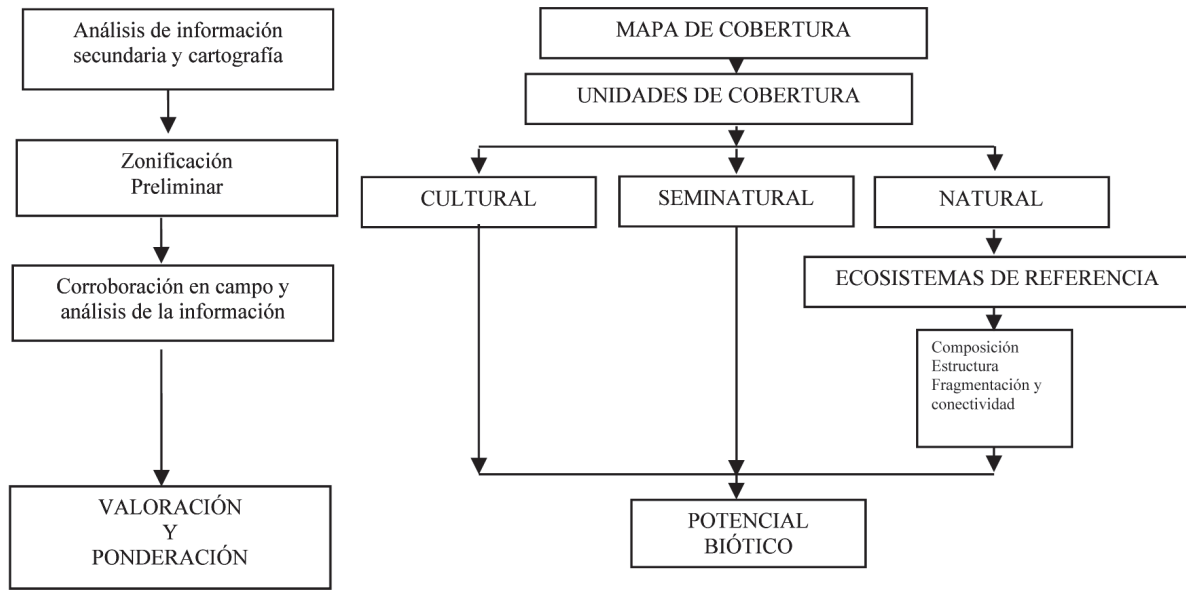 Análisis de información
secundaria y cartografía
Zonificación
Preliminar
Corroboración en campo y
análisis de la información
VALORACIÓN
Y
PONDERACIÓN
MAPA DE COBERTURA
UNIDADES DE COBERTURA
CULTURAL
SEMINATURAL
NATURAL
ECOSISTEMAS DE REFERENCIA
Composición
Estructura
Fragmentación y
conectividad
POTENCIAL
BIÓTICO